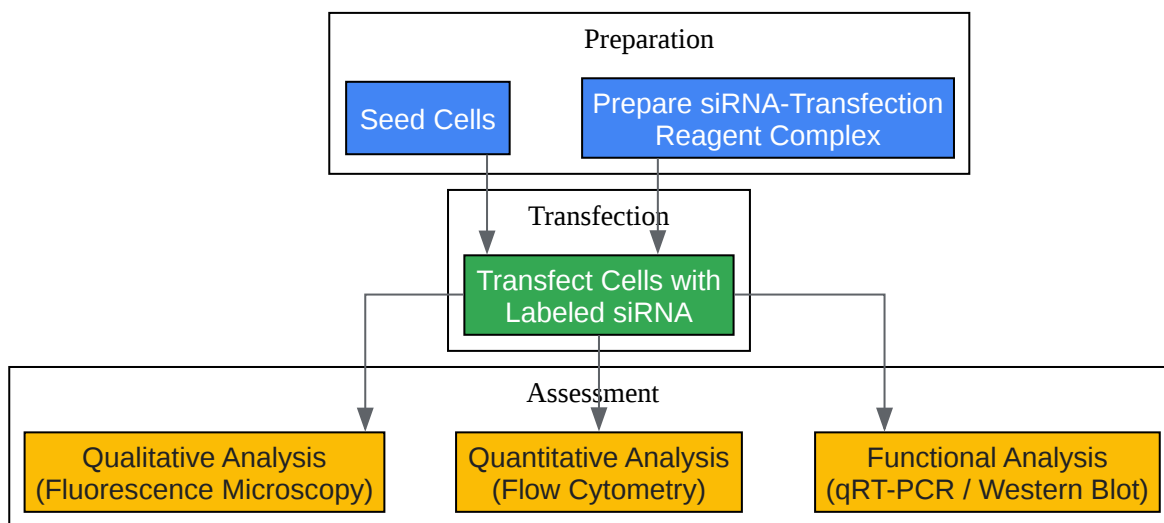 Preparation
Seed Cells
Prepare siRNA-Transfection
Reagent Complex
Transfection
Transfect Cells with
Labeled siRNA
Assessment
Qualitative Analysis
(Fluorescence Microscopy)
Quantitative Analysis
(Flow Cytometry)
Functional Analysis
(qRT-PCR / Western Blot)